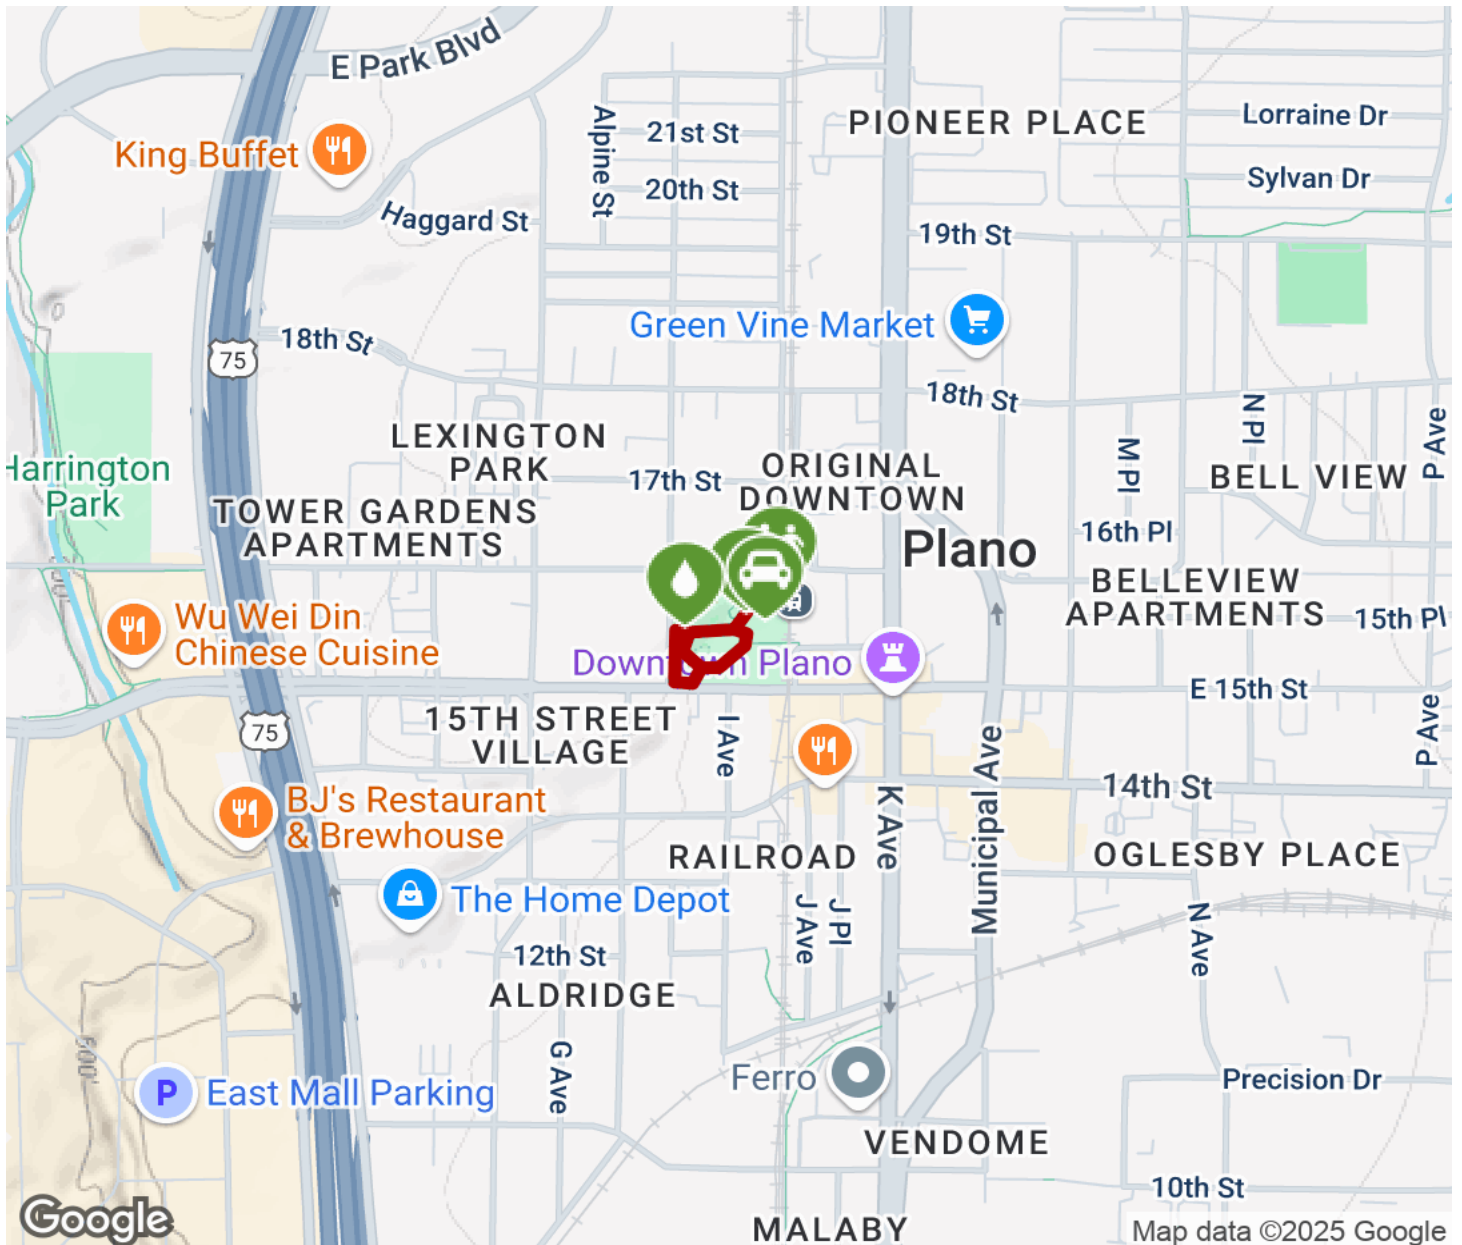 E Park Blvd
King Buffet
Alpine St
21st St
20th St
PIONEER PLACE
Lorraine Dr
Sylvan Dr
Haggard St
19th St
Green Vine Market
18th St
75
18th St
N Pl
P Ave
LEXINGTON
PARK
17th St
ORIGINAL
DOWNTOWN
M Pl
BELL VIEW
Harrington
Park
TOWER GARDENS
APARTMENTS
Plano
16th Pl
BELLEVIEW
APARTMENTS
15th Pl
Wu Wei Din
Chinese Cuisine
500'
Downtown Plano
E 15th St
75
15TH STREET
VILLAGE
I Ave
P Ave
Municipal Ave
K Ave
14th St
BJ's Restaurant
& Brewhouse
RAILROAD
OGLESBY PLACE
The Home Depot
J Ave
J Pl
N Ave
12th St
ALDRIDGE
500'
G Ave
East Mall Parking
P
Ferro
Precision Dr
VENDOME
10th St
MALABY
Google
Map data ©2025 Google